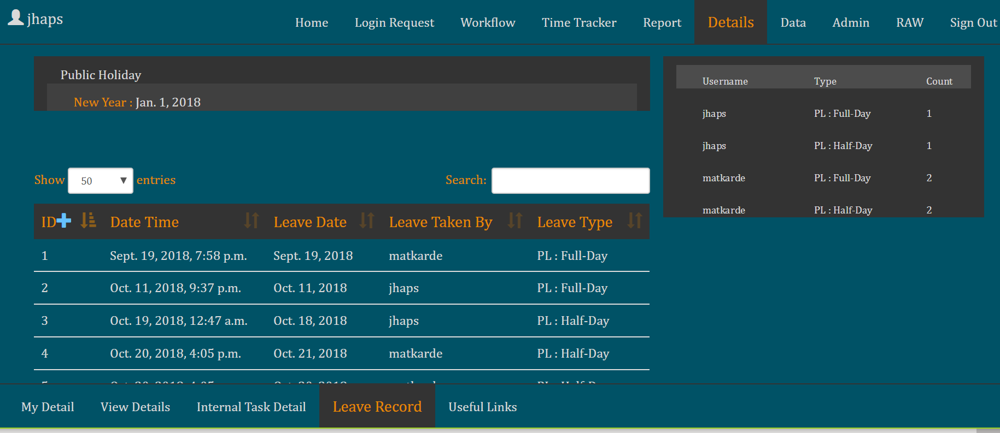 jhaps
Home Login Request Workflow Time Tracker Report Details Data Admin RAW Sign Out
Public Holiday
New Year : Jan. 1, 2018
Username Type Count
jhaps PL : Full-Day 1
jhaps PL : Half-Day 1
matkarde PL : Full-Day 2
matkarde PL : Half-Day 2
Show 50 entries Search:
ID Date Time Leave Date Leave Taken By Leave Type
1 Sept. 19, 2018, 7:58 p.m. Sept. 19, 2018 matkarde PL : Full-Day
2 Oct. 11, 2018, 9:37 p.m. Oct. 11, 2018 jhaps PL : Full-Day
3 Oct. 19, 2018, 12:47 a.m. Oct. 18, 2018 jhaps PL : Half-Day
4 Oct. 20, 2018, 4:05 p.m. Oct. 21, 2018 matkarde PL : Half-Day
My Detail View Details Internal Task Detail Leave Record Useful Links